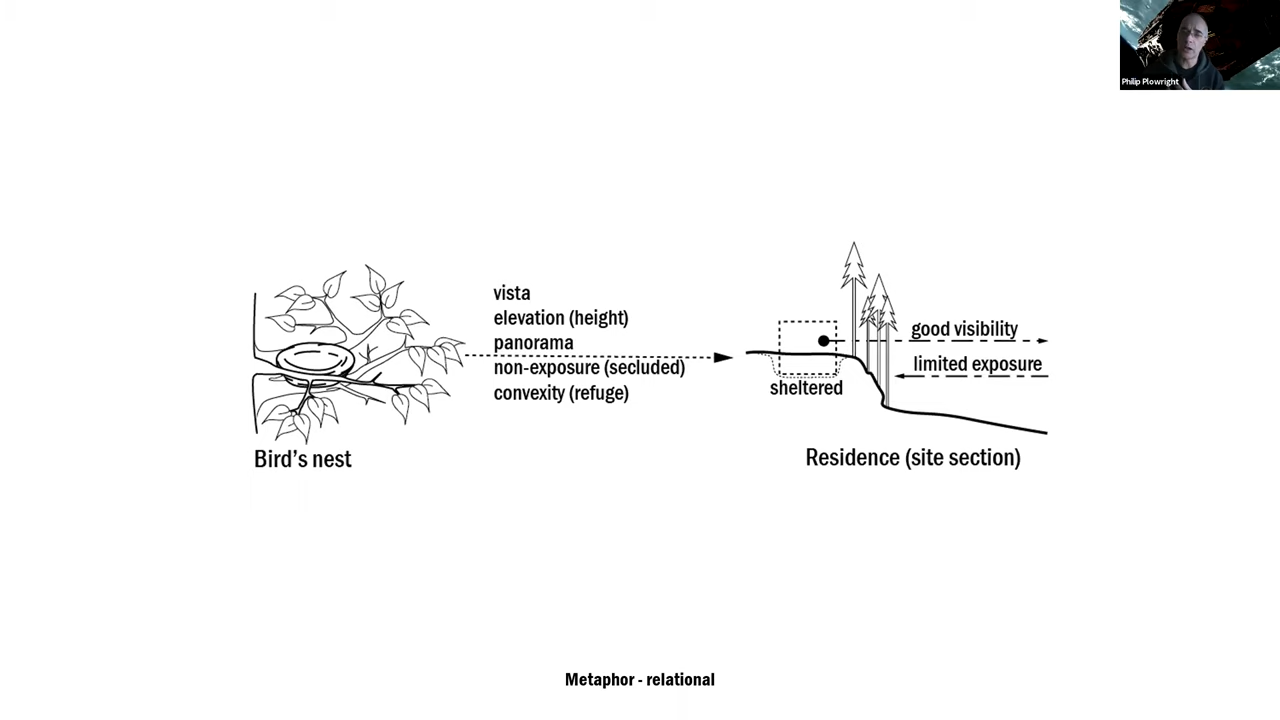 Philip Plowright
vista
elevation (height)
panorama
non-exposure (secluded)
convexity (refuge)
good visibility
limited exposure
sheltered
Bird's nest
Residence (site section)
Metaphor - relational